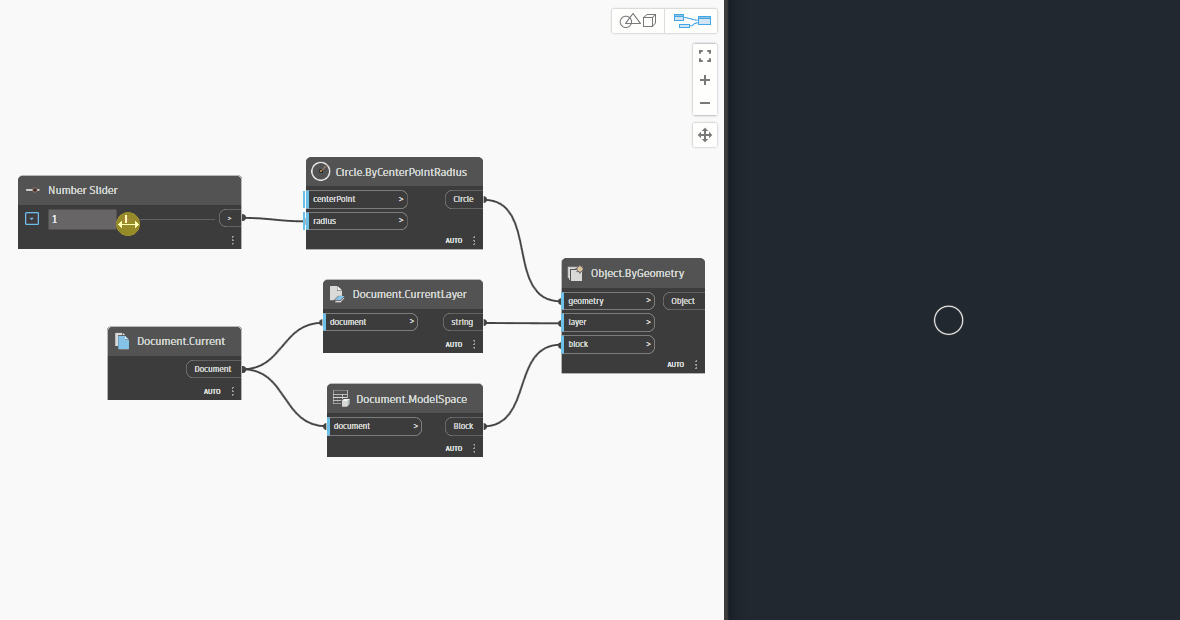 Number Slider
1
>
Circle.ByCenterPointRadius
centerPoint >
Circle
radius >
AUTO
Document.CurrentLayer
document >
string
AUTO
Document.Current
Document
AUTO
Document.ModelSpace
document >
Block
AUTO
Object.ByGeometry
geometry >
Object
layer >
block >
AUTO